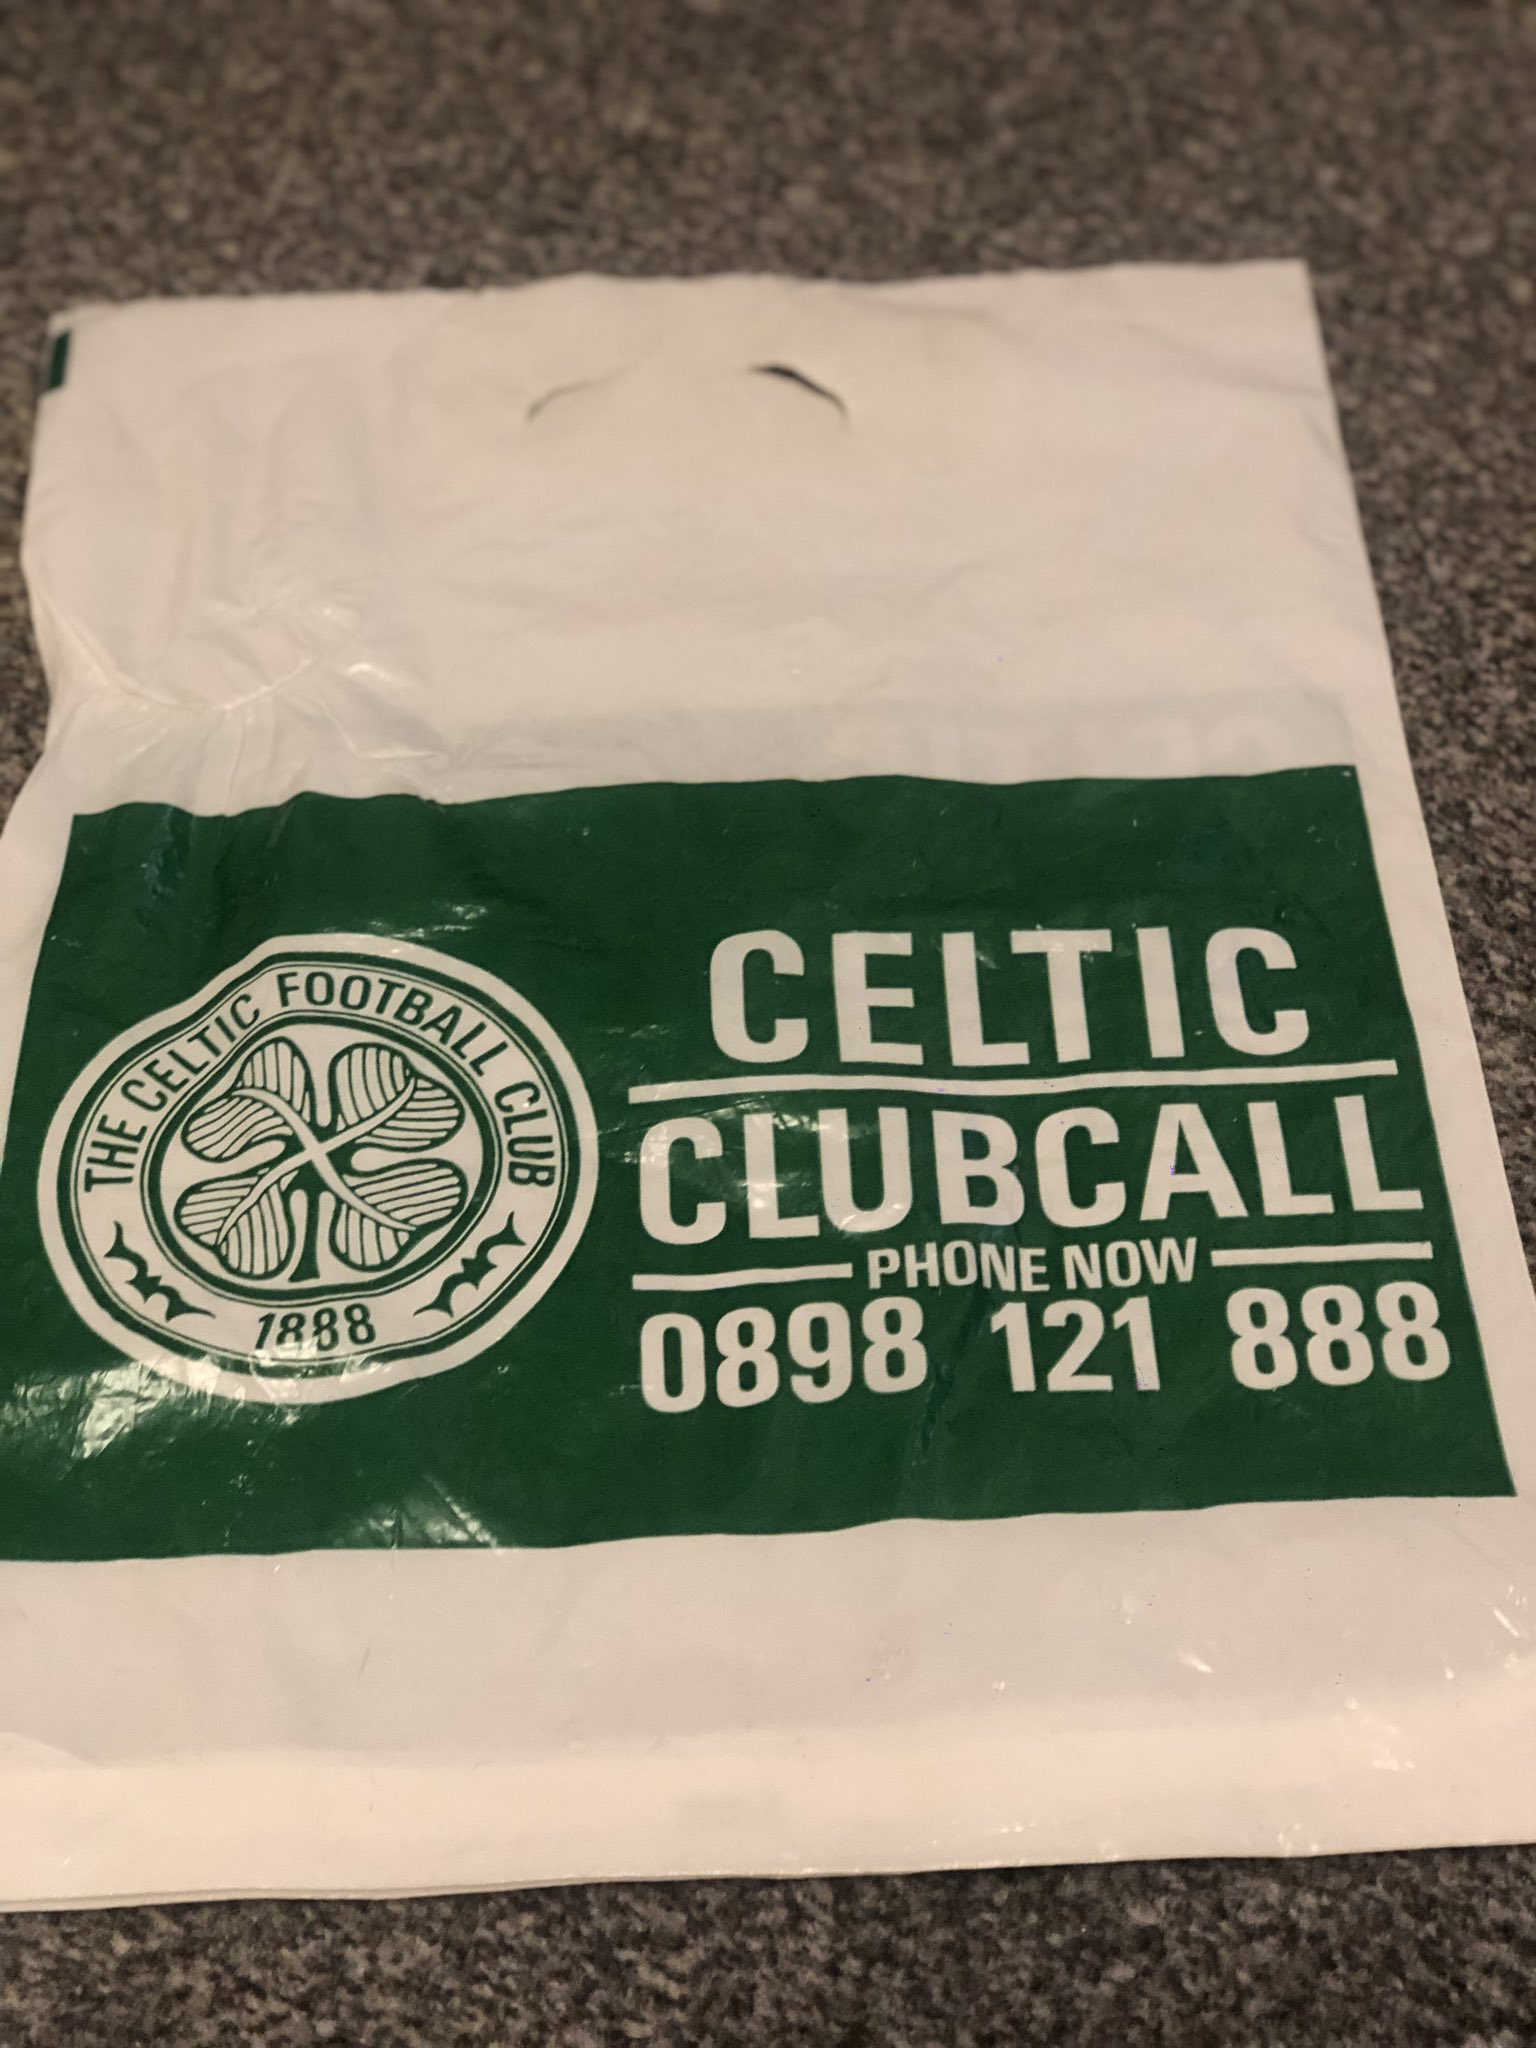 THE CELTIC FOOTBALL CLUB
1888
CELTIC
CLUBCALL
PHONE NOW
0898 121 888